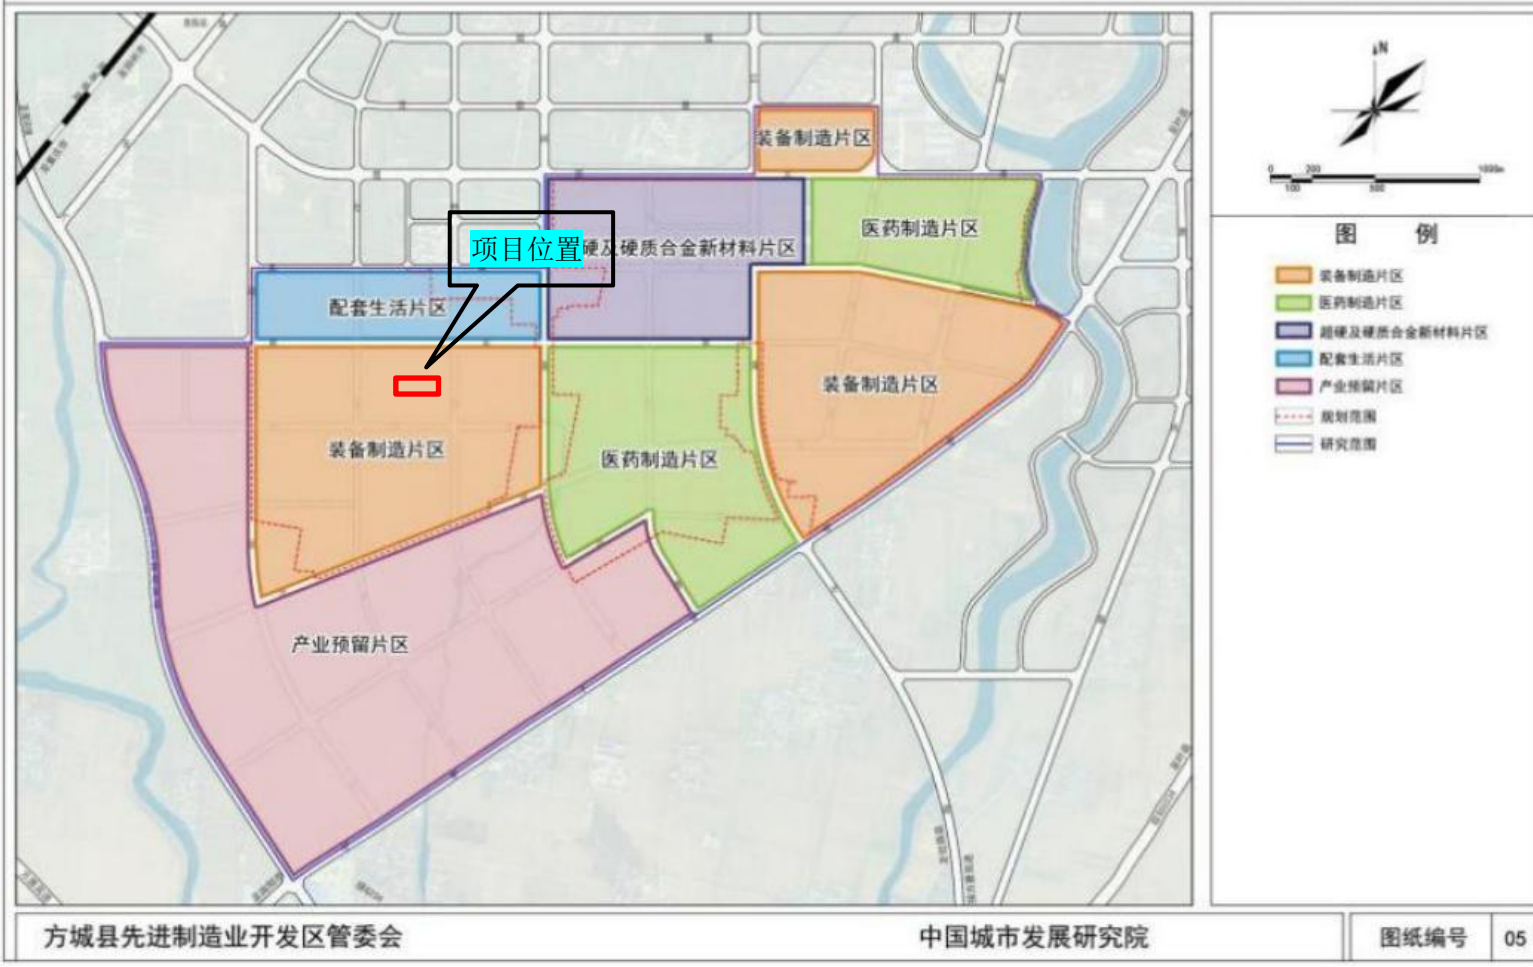 N
0 200 1000m
100 500
图 例
装备制造片区
医药制造片区
超硬及硬质合金新材料片区
配套生活片区
产业预留片区
规划范围
研究范围
装备制造片区
医药制造片区
项目位置
硬及硬质合金新材料片区
配套生活片区
装备制造片区
装备制造片区
医药制造片区
产业预留片区
方城县先进制造业开发区管委会
中国城市发展研究院
图纸编号
05